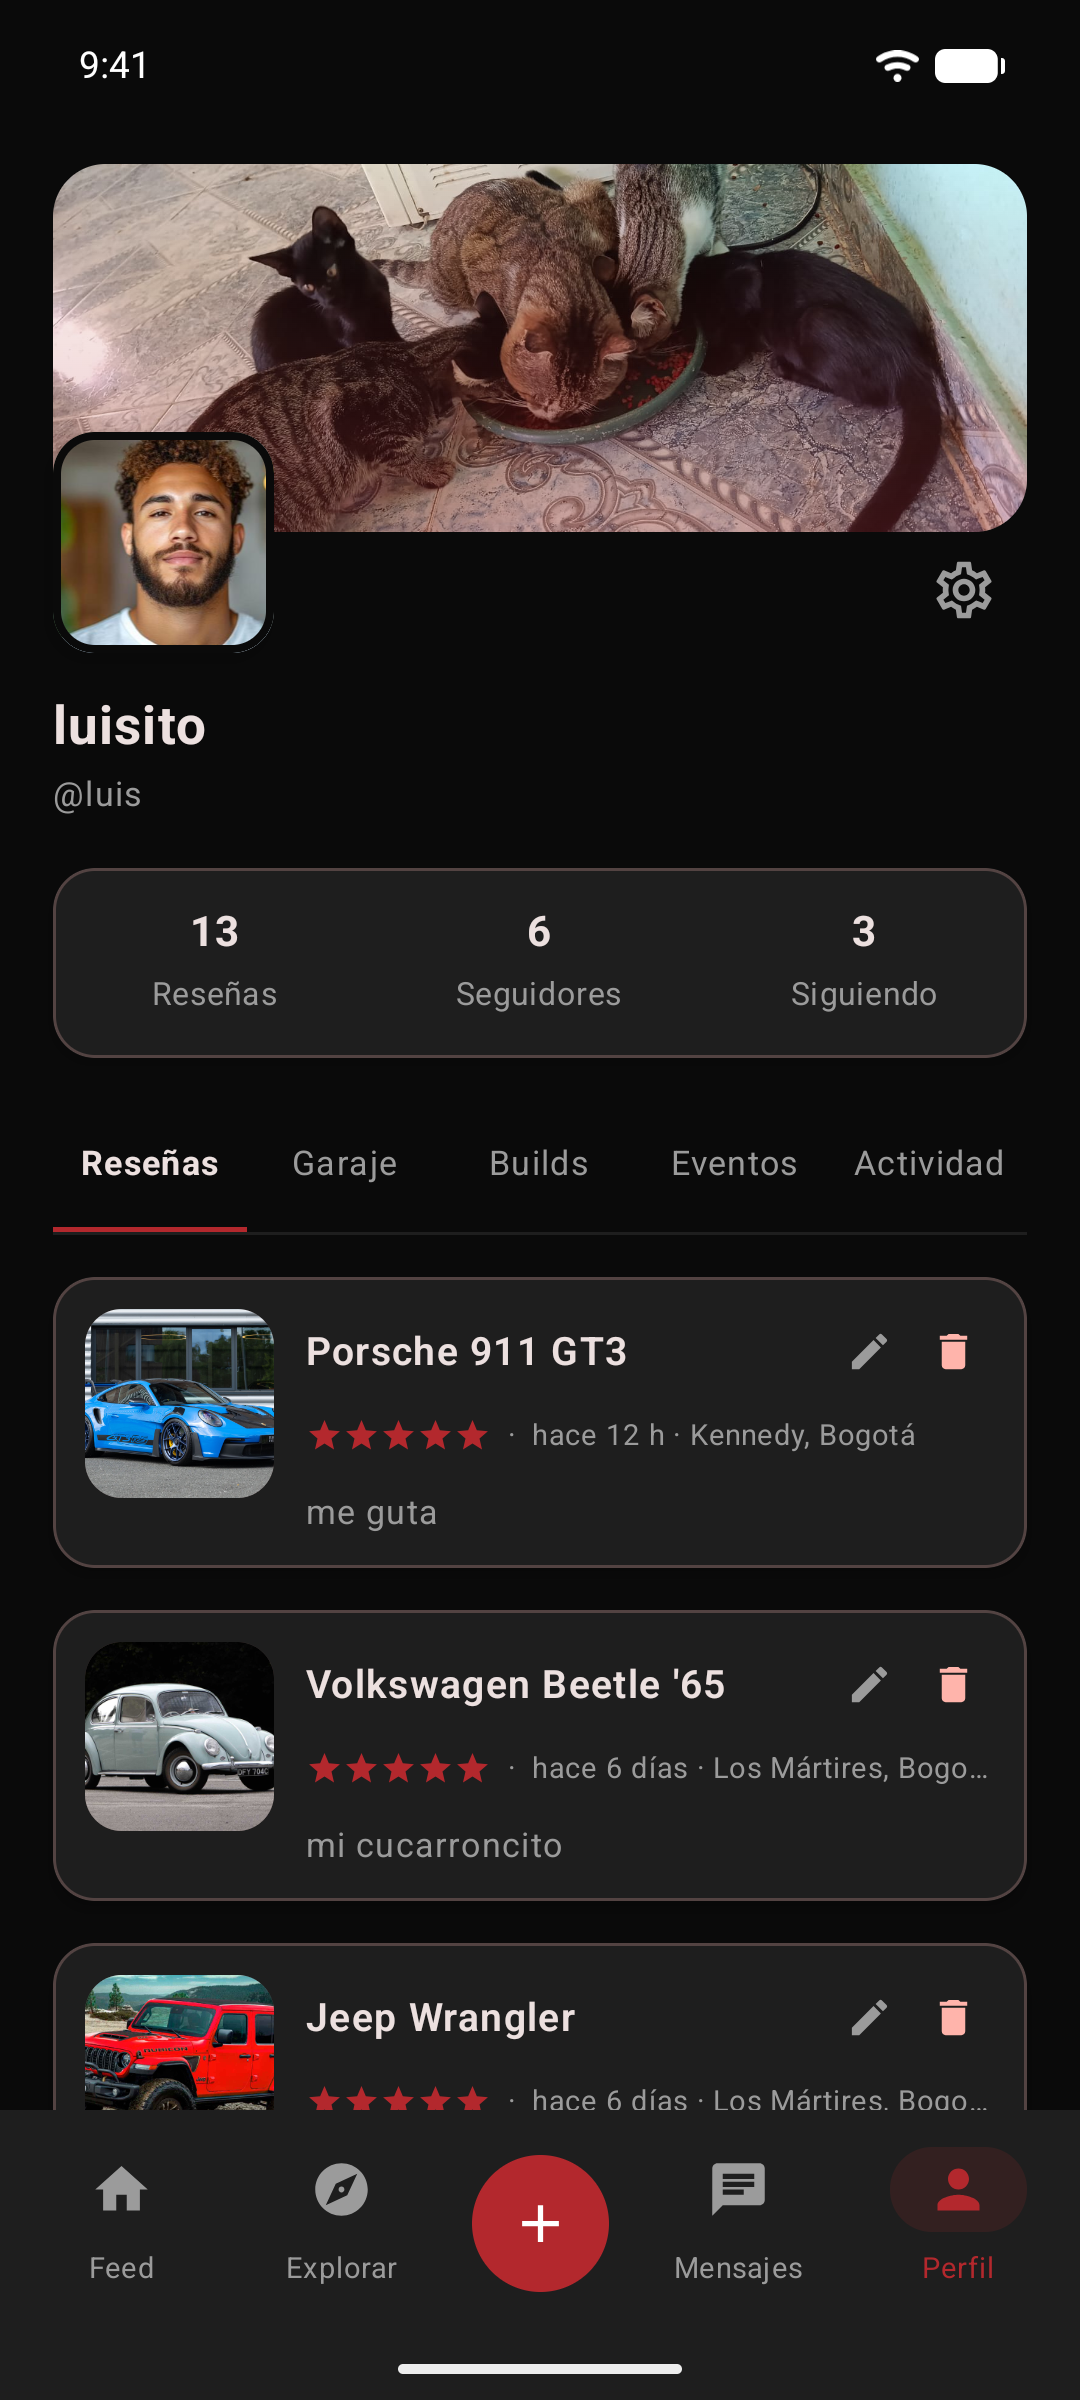 9:41
luisito
@luis
13
Reseñas
6
Seguidores
3
Siguiendo
Reseñas
Garaje
Builds
Eventos
Actividad
Porsche 911 GT3
· hace 12 h · Kennedy, Bogotá
me guta
Volkswagen Beetle '65
· hace 6 días · Los Mártires, Bogo…
mi cucarroncito
Jeep Wrangler
· hace 6 días · Los Mártires, Bogo…
Feed
Explorar
Mensajes
Perfil